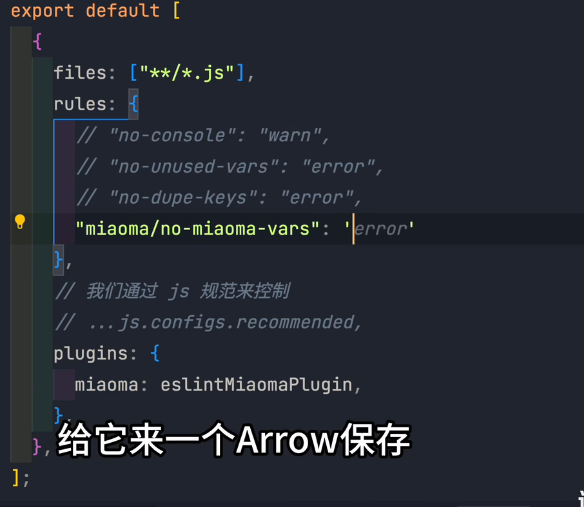 export default [
{
files: ["**/*.js"],
rules: {
// "no-console": "warn",
// "no-unused-vars": "error",
// "no-dupe-keys": "error",
"miaoma/no-miaoma-vars": 'error'
},
// 我们通过 js 规范来控制
// ...js.configs.recommended,
plugins: {
miaoma: eslintMiaomaPlugin,
},
},
给它来一个Arrow保存
];